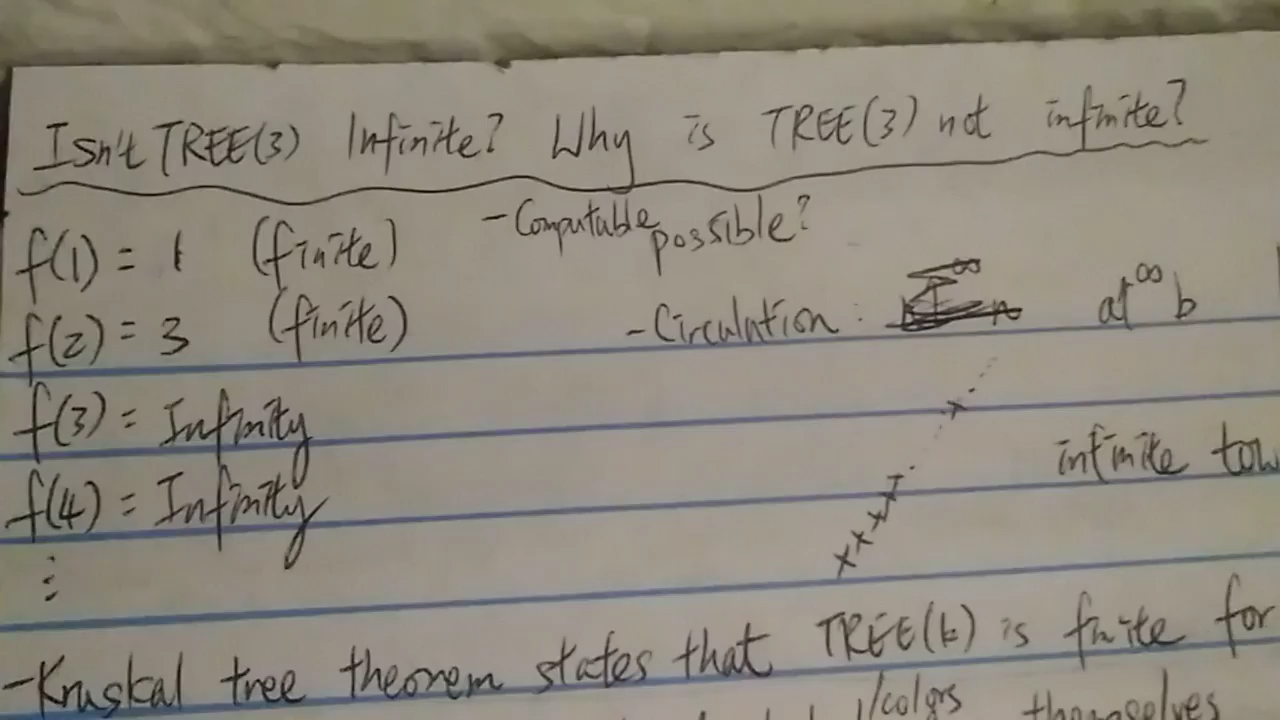 Isn't TREE(3) Infinite? Why is TREE(3) not infinite?
f(1) = 1 (finite) - Computable possible?
f(2) = 3 (finite) - Circulation : a↑^∞ b
f(3) = Infinity
f(4) = Infinity infinite tow
⋮
- Kruskal tree theorem states that TREE(k) is finite for
/colors themselves